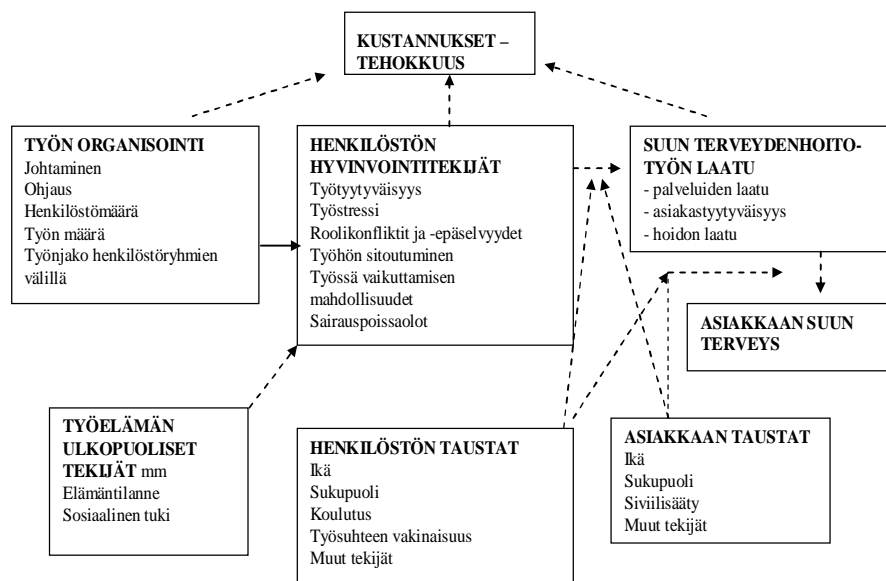 KUSTANNUKSET –
TEHOKKUUS
TYÖN ORGANISOINTI
Johtaminen
Ohjaus
Henkilöstömäärä
Työn määrä
Työnjako henkilöstöryhmien
välillä
HENKILÖSTÖN
HYVINVOINTITEKIJÄT
Työtyytyväisyys
Työstressi
Roolikonfliktit ja -epäselvyydet
Työhön sitoutuminen
Työssä vaikuttamisen
mahdollisuudet
Sairauspoissaolot
SUUN TERVEYDENHOITO-
TYÖN LAATU
- palveluiden laatu
- asiakastyytyväisyys
- hoidon laatu
ASIAKKAAN SUUN
TERVEYS
TYÖELÄMÄN
ULKOPUOLISET
TEKIJÄT mm
Elämäntilanne
Sosiaalinen tuki
HENKILÖSTÖN TAUSTAT
Ikä
Sukupuoli
Koulutus
Työsuhteen vakinaisuus
Muut tekijät
ASIAKKAAN TAUSTAT
Ikä
Sukupuoli
Siviilisääty
Muut tekijät